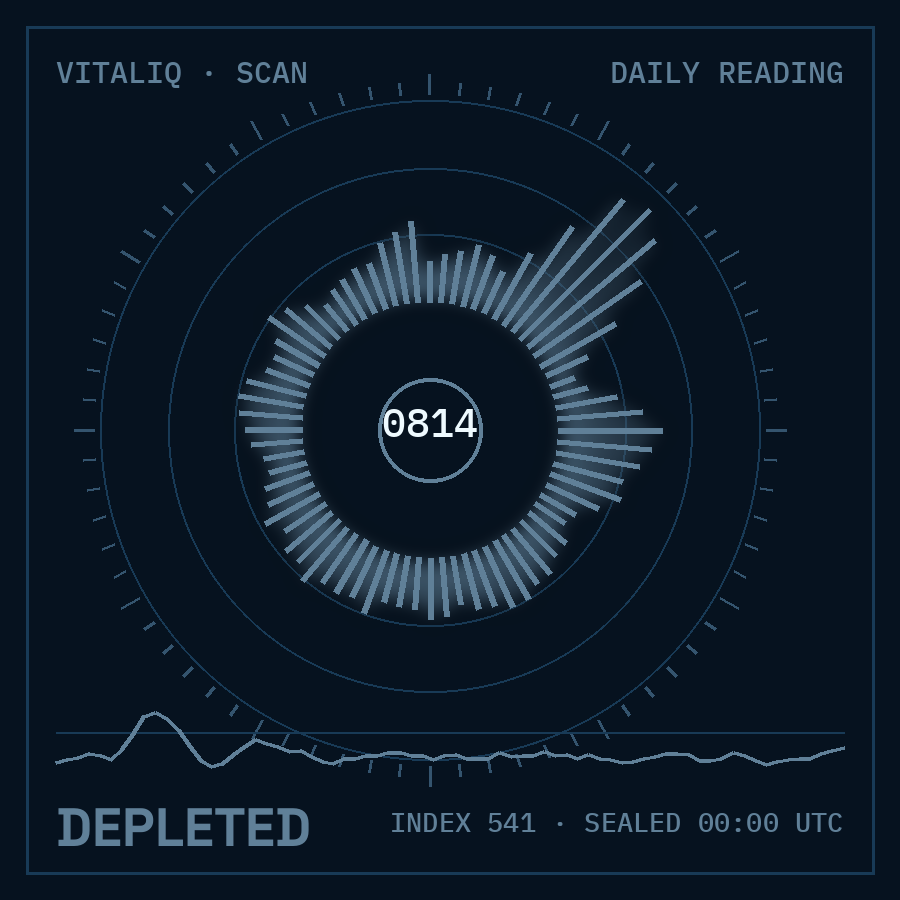 VITALIQ · SCAN
DAILY READING
0814
DEPLETED
INDEX 541 · SEALED 00:00 UTC